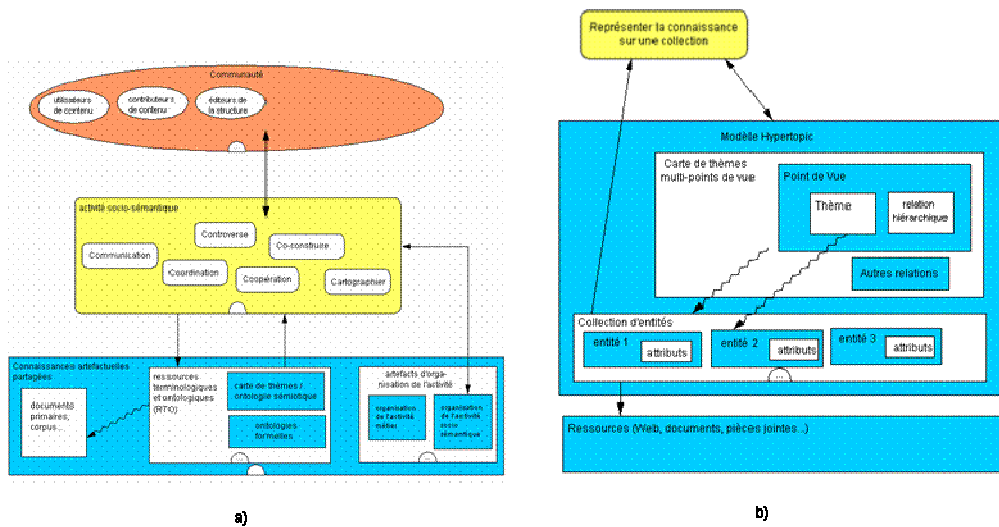 Communauté
utilisateurs
de contenu
contributeurs
de contenu
éditeurs de
la structure
...
activité socio-sémantique
Controverse
Co-construire
Communication
Coordination
Coopération
Cartographier
Connaissances artefactuelles
partagées
documents
primaires,
corpus...
ressources
terminologiques
et ontologiques
(RTO)
carte de thèmes /
ontologie sémiotique
ontologies
formelles
...
artefacts d'orga-
nisation de l'activité
organisation
de l'activité
métiers
organisation
de l'activité
socio
sémantique
...
a)
Représenter la connaissance
sur une collection
Modèle Hypertopic
Carte de thèmes
multi-points de vue
Point de Vue
Thème
relation
hiérarchique
Autres relations
Collection d'entités
entité 1
attributs
entité 2
attributs
entité 3
attributs
...
Ressources (Web, documents, pièces jointes ..)
b)